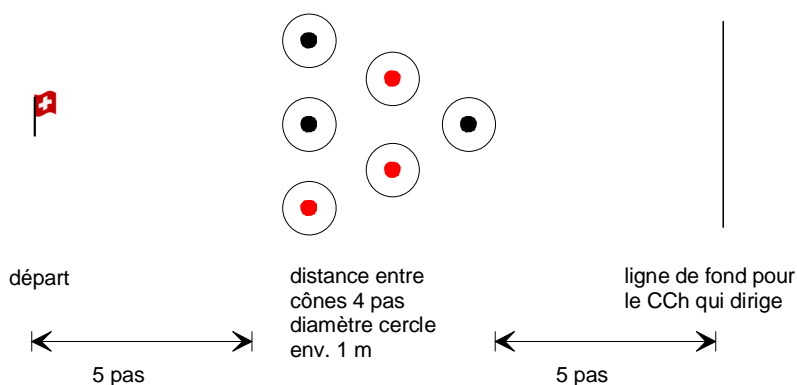 départ
distance entre
cônes 4 pas
diamètre cercle
env. 1 m
ligne de fond pour
le CCh qui dirige
5 pas
5 pas